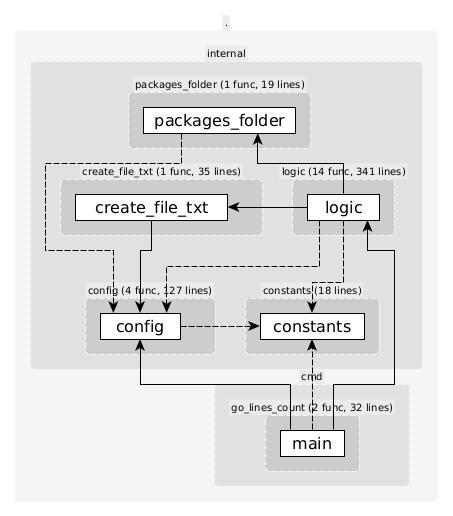 .
internal
packages_folder (1 func, 19 lines)
packages_folder
create_file_txt (1 func, 35 lines)
logic (14 func, 341 lines)
create_file_txt
logic
config (4 func, 127 lines)
constants (18 lines)
config
constants
cmd
go_lines_count (2 func, 32 lines)
main